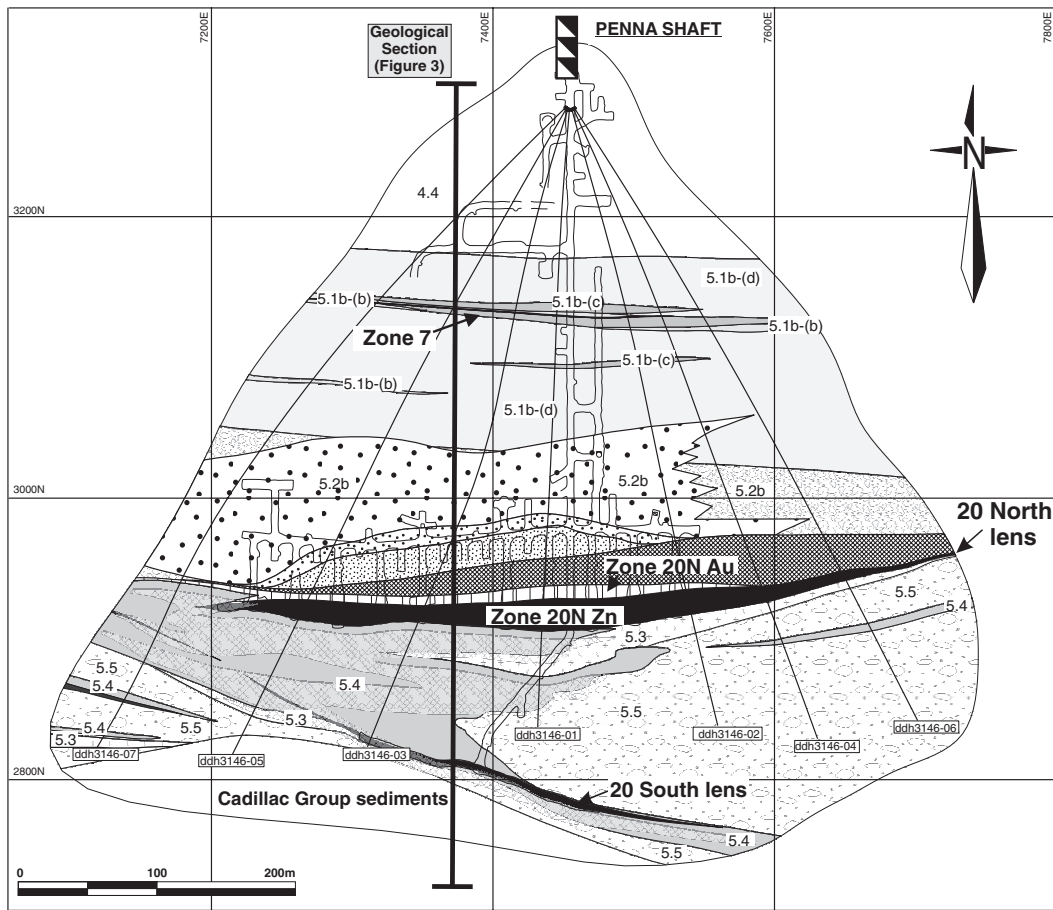 7200E
7400E
7600E
7800E
Geological
Section
(Figure 3)
PENNA SHAFT
N
4.4
3200N
5.1b-(d)
5.1b-(b)
5.1b-(c)
5.1b-(b)
Zone 7
5.1b-(c)
5.1b-(b)
5.1b-(d)
5.2b
5.2b
5.2b
3000N
20 North
lens
Zone 20N Au
Zone 20N Zn
5.5
5.4
5.3
5.4
5.5
5.4
5.5
5.3
5.4
5.5
5.3
ddh3146-07
ddh3146-05
ddh3146-03
ddh3146-01
ddh3146-02
ddh3146-04
ddh3146-06
2800N
Cadillac Group sediments
20 South lens
5.4
5.5
0
100
200m